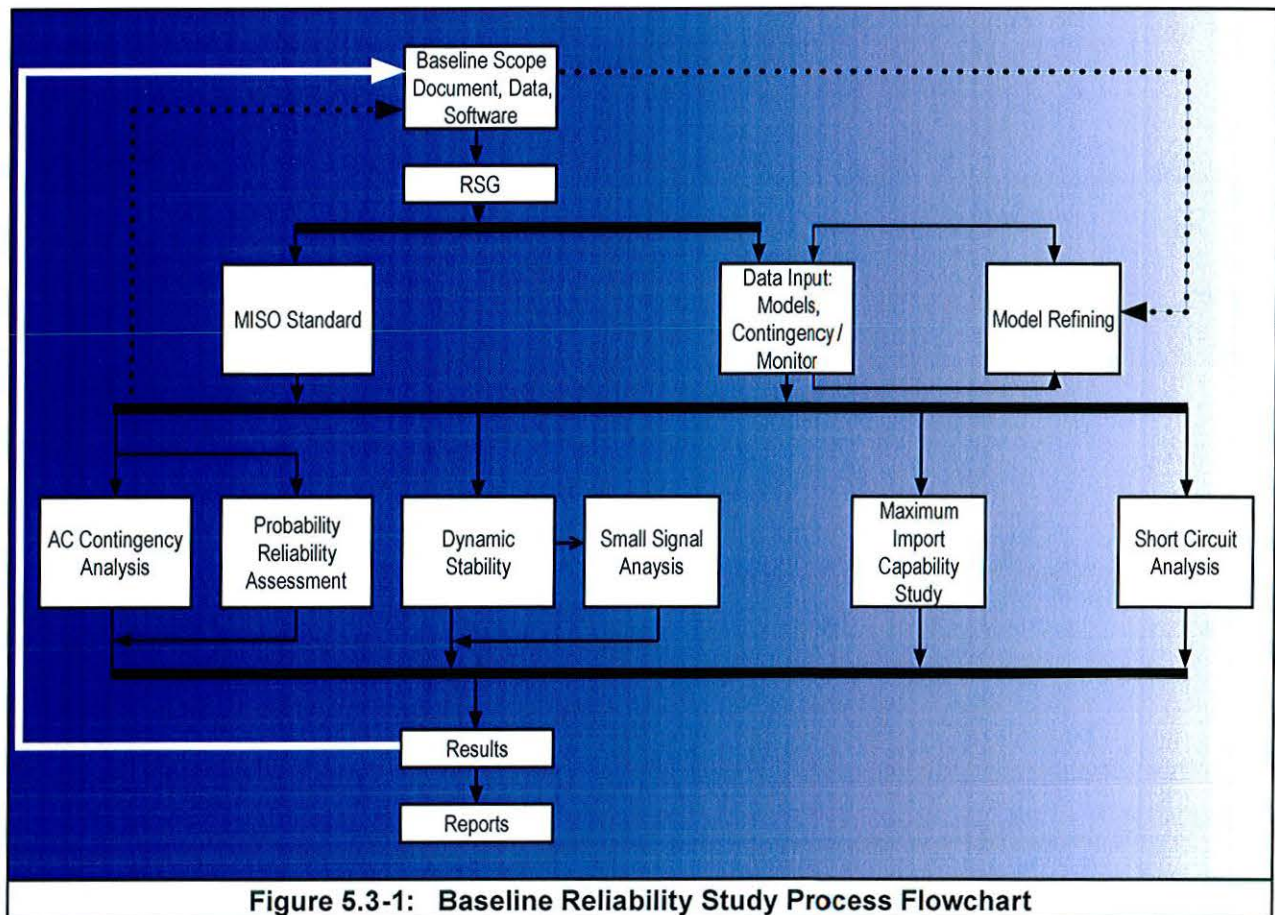 Baseline Scope
Document, Data,
Software
RSG
MISO Standard
Data Input:
Models,
Contingency /
Monitor
Model Refining
AC Contingency
Analysis
Probability
Reliability
Assessment
Dynamic
Stability
Small Signal
Anaysis
Maximum
Import
Capability
Study
Short Circuit
Analysis
Results
Reports
Figure 5.3-1: Baseline Reliability Study Process Flowchart